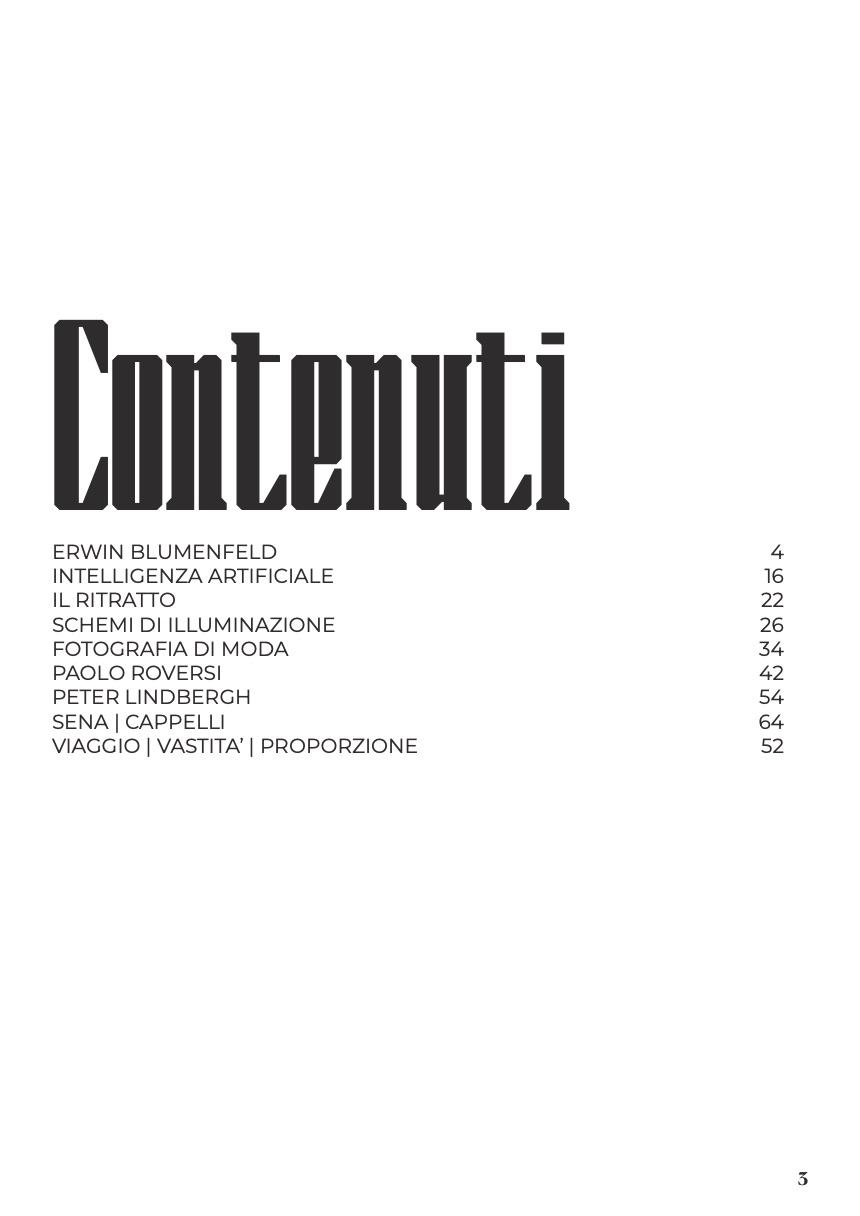 Contenuti
ERWIN BLUMENFELD 4
INTELLIGENZA ARTIFICIALE 16
IL RITRATTO 22
SCHEMI DI ILLUMINAZIONE 26
FOTOGRAFIA DI MODA 34
PAOLO ROVERSI 42
PETER LINDBERGH 54
SENA | CAPPELLI 64
VIAGGIO | VASTITA’ | PROPORZIONE 52
3